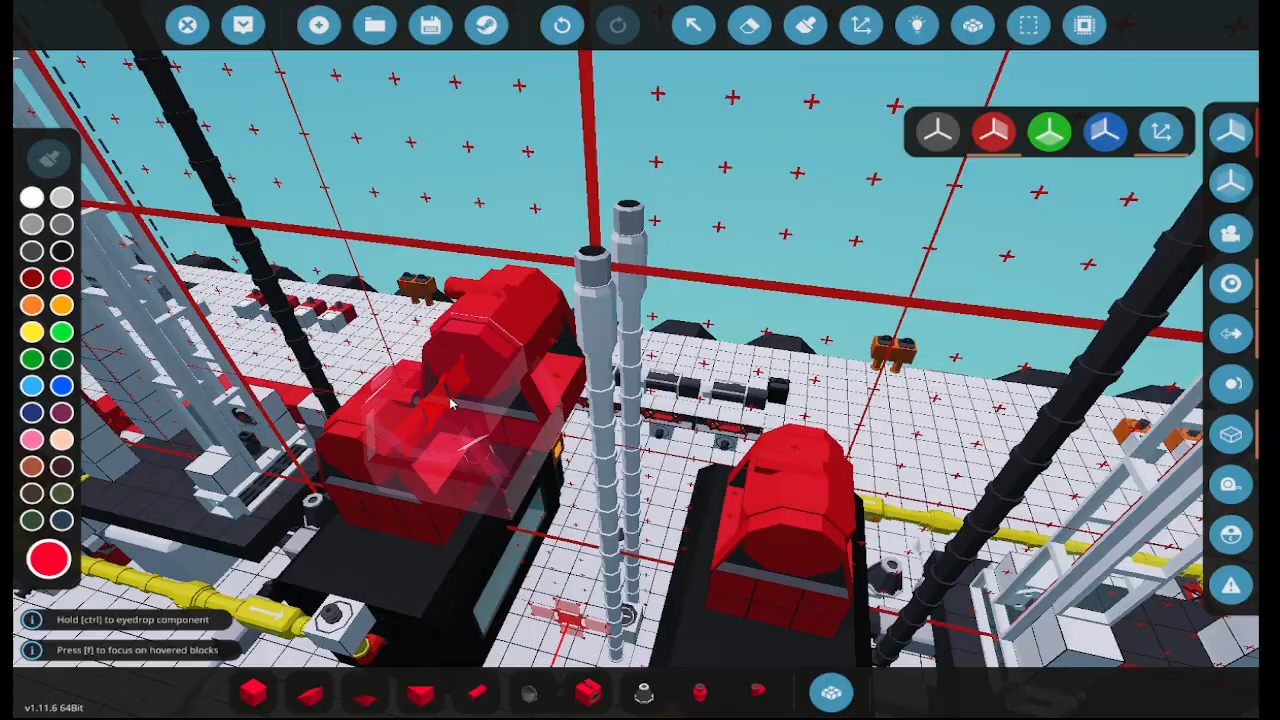 Hold [ctrl] to eyedrop component
Press [f] to focus on hovered blocks
v1.11.6 64Bit